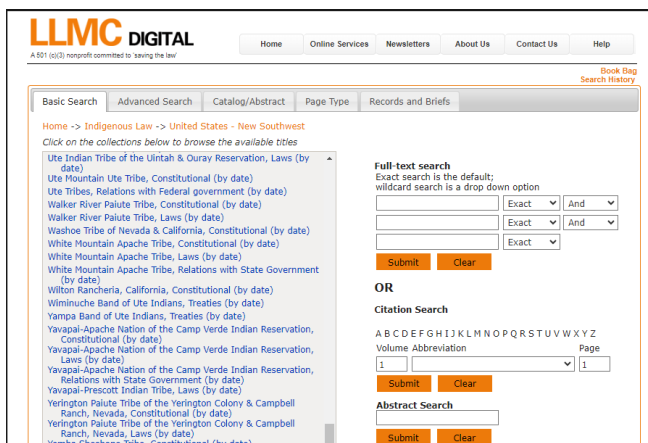 LLMC DIGITAL
A 501 (c)(3) nonprofit committed to 'saving the law'
Home Online Services Newsletters About Us Contact Us Help
Book Bag
Search History
Basic Search Advanced Search Catalog/Abstract Page Type Records and Briefs
Home -> Indigenous Law -> United States - New Southwest
Click on the collections below to browse the available titles
Ute Indian Tribe of the Uintah & Ouray Reservation, Laws (by
date)
Ute Mountain Ute Tribe, Constitutional (by date)
Ute Tribes, Relations with Federal government (by date)
Walker River Paiute Tribe, Constitutional (by date)
Walker River Paiute Tribe, Laws (by date)
Washoe Tribe of Nevada & California, Constitutional (by date)
White Mountain Apache Tribe, Constitutional (by date)
White Mountain Apache Tribe, Laws (by date)
White Mountain Apache Tribe, Relations with State Government
(by date)
Wilton Rancheria, California, Constitutional (by date)
Wiminuche Band of Ute Indians, Treaties (by date)
Yampa Band of Ute Indians, Treaties (by date)
Yavapai-Apache Nation of the Camp Verde Indian Reservation,
Constitutional (by date)
Yavapai-Apache Nation of the Camp Verde Indian Reservation,
Laws (by date)
Yavapai-Apache Nation of the Camp Verde Indian Reservation,
Relations with State Government (by date)
Yavapai-Prescott Indian Tribe, Laws (by date)
Yerington Paiute Tribe of the Yerington Colony & Campbell
Ranch, Nevada, Constitutional (by date)
Yerington Paiute Tribe of the Yerington Colony & Campbell
Ranch, Nevada, Laws (by date)
Full-text search
Exact search is the default;
wildcard search is a drop down option
Exact And
Exact And
Exact
Submit Clear
OR
Citation Search
A B C D E F G H I J K L M N O P Q R S T U V W X Y Z
Volume Abbreviation Page
1 1
Submit Clear
Abstract Search
Submit Clear